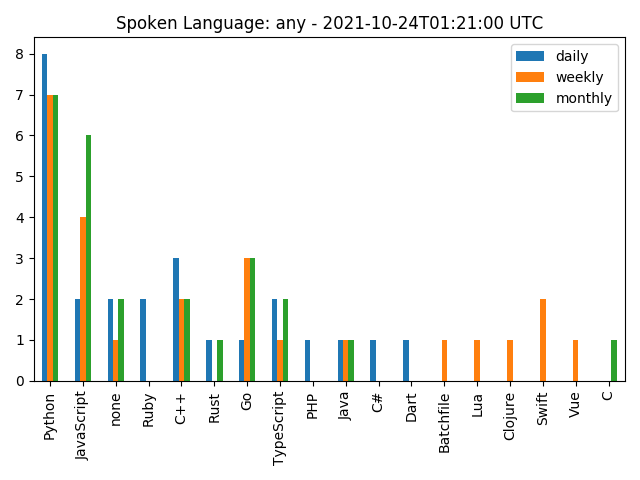 Spoken Language: any - 2021-10-24T01:21:00 UTC
daily
weekly
monthly
8
7
6
5
4
3
2
1
0
Python
JavaScript
none
Ruby
C++
Rust
Go
TypeScript
PHP
Java
C#
Dart
Batchfile
Lua
Clojure
Swift
Vue
C